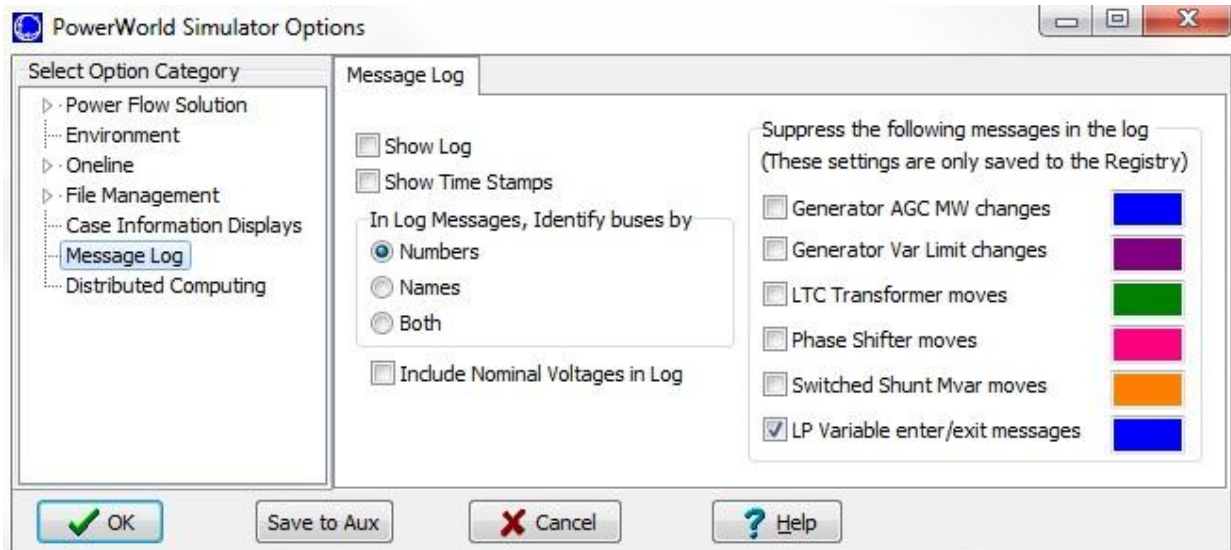 PowerWorld Simulator Options
Select Option Category
Power Flow Solution
Environment
Oneline
File Management
Case Information Displays
Message Log
Distributed Computing
Message Log
Show Log
Show Time Stamps
In Log Messages, Identify buses by
Numbers
Names
Both
Include Nominal Voltages in Log
Suppress the following messages in the log
(These settings are only saved to the Registry)
Generator AGC MW changes
Generator Var Limit changes
LTC Transformer moves
Phase Shifter moves
Switched Shunt Mvar moves
LP Variable enter/exit messages
OK
Save to Aux
Cancel
? Help